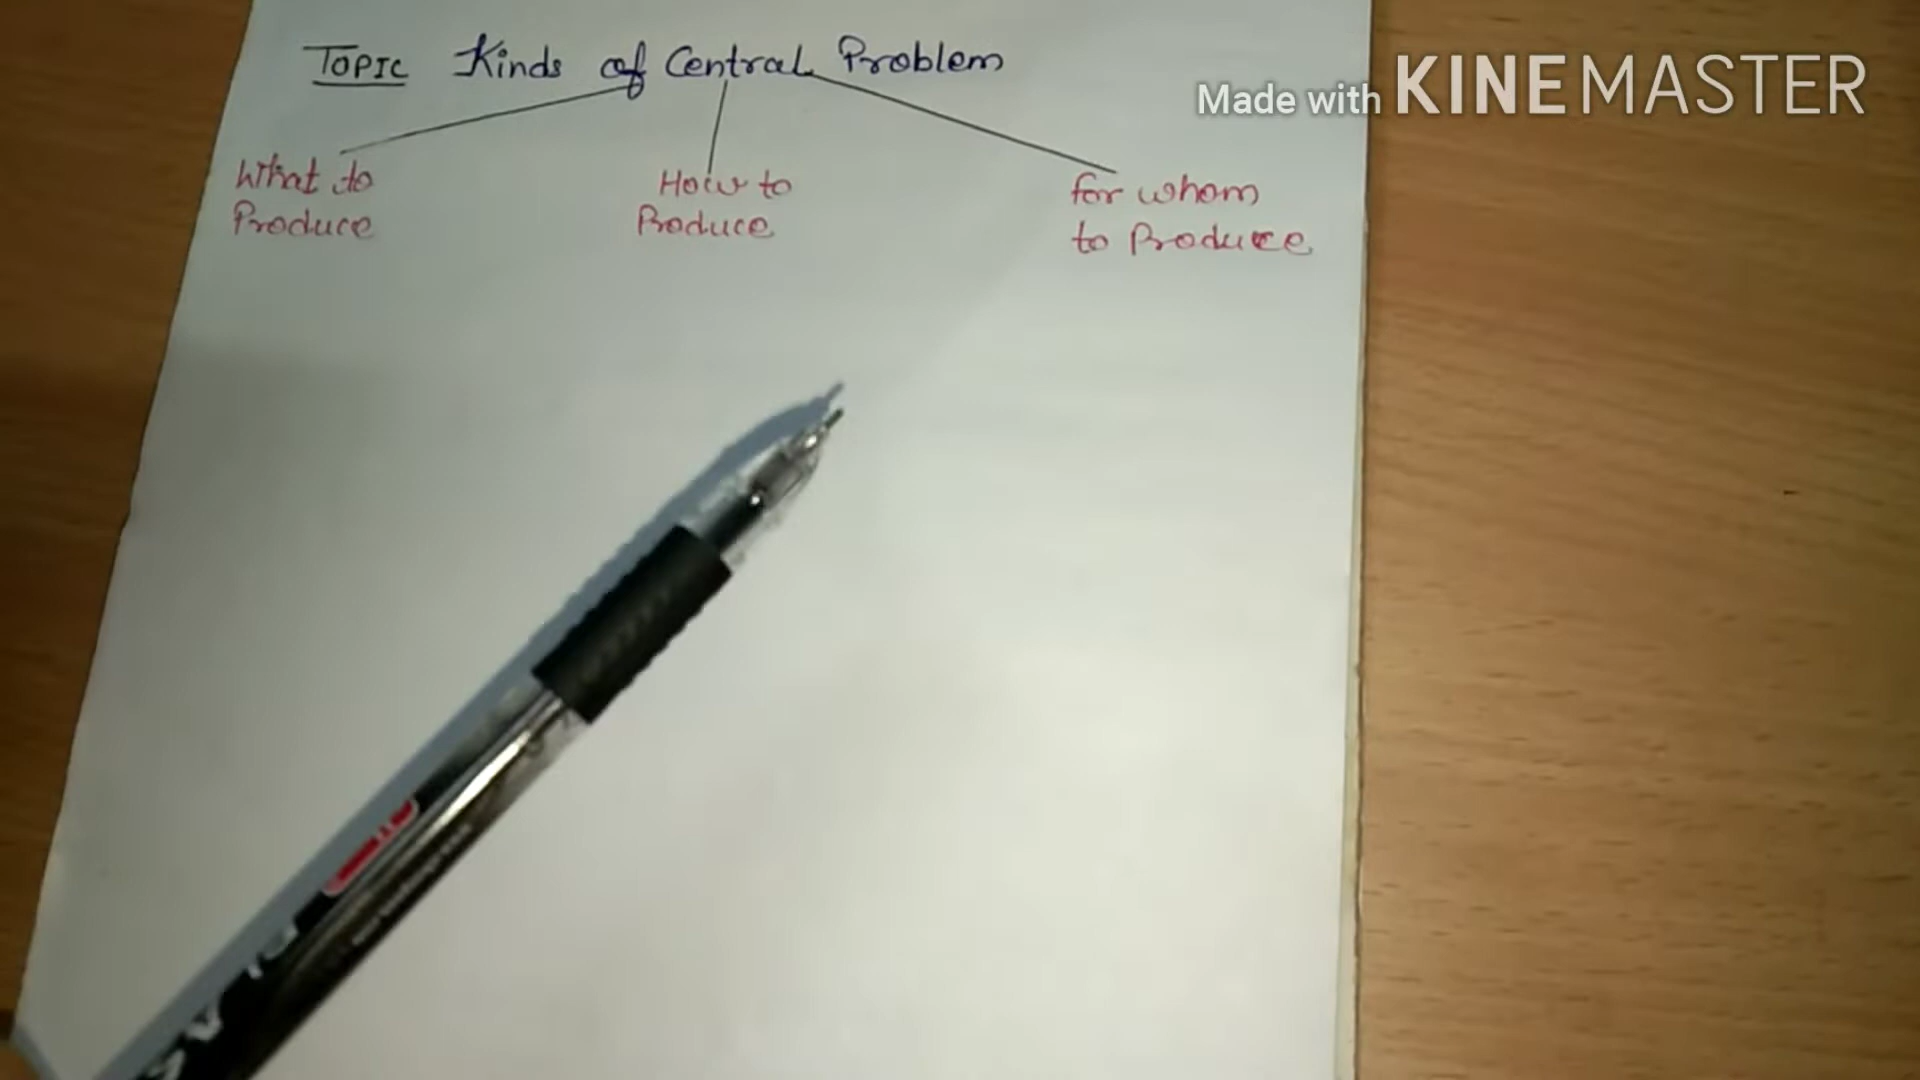 TOPIC Kinds of Central Problem
Made with KINEMASTER
What to
Produce
How to
Produce
for whom
to Produce